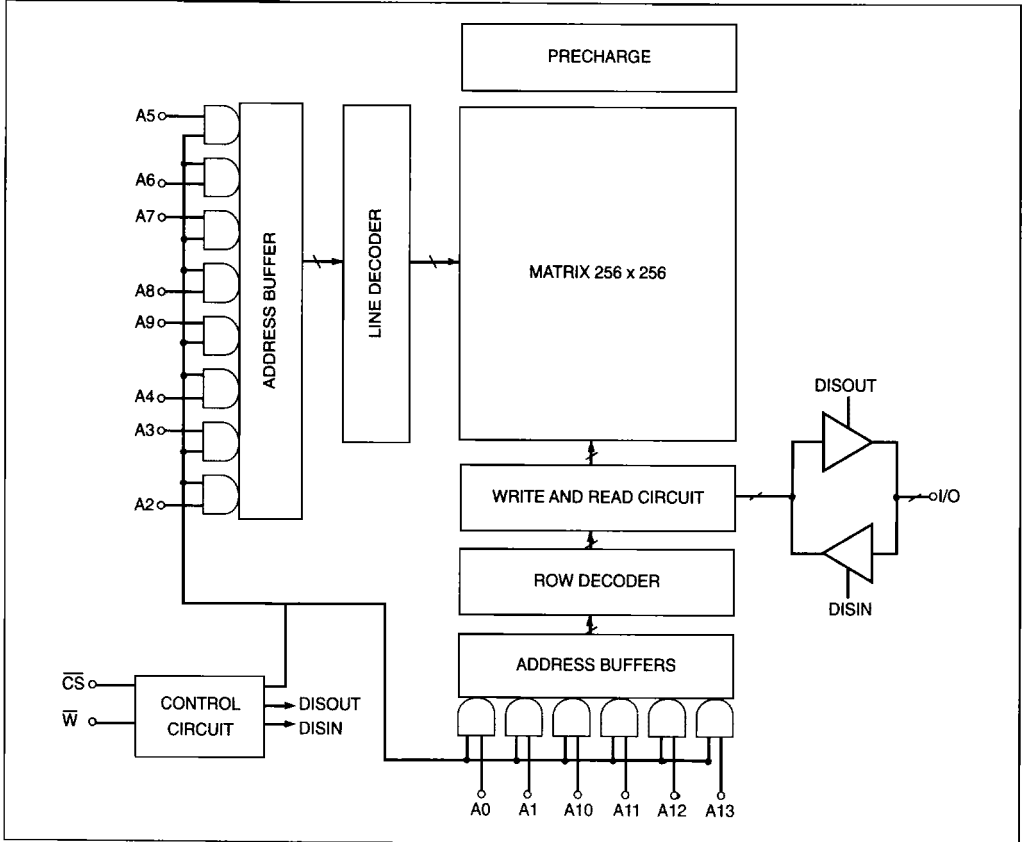 PRECHARGE
A5
A6
A7
A8
A9
A4
A3
A2
ADDRESS BUFFER
LINE DECODER
MATRIX 256 x 256
DISOUT
WRITE AND READ CIRCUIT
I/O
ROW DECODER
DISIN
ADDRESS BUFFERS
C̅S̅
W̅
CONTROL
CIRCUIT
DISOUT
DISIN
A0 A1 A10 A11 A12 A13